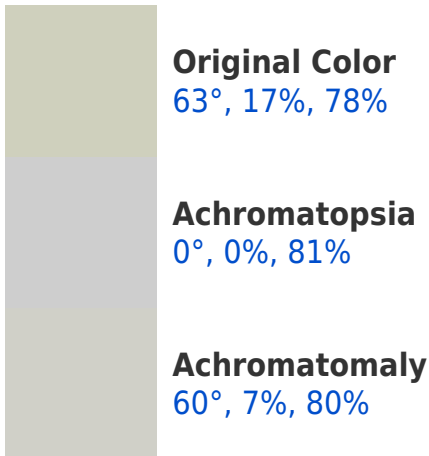 Original Color
63°, 17%, 78%
Achromatopsia
0°, 0%, 81%
Achromatomaly
60°, 7%, 80%